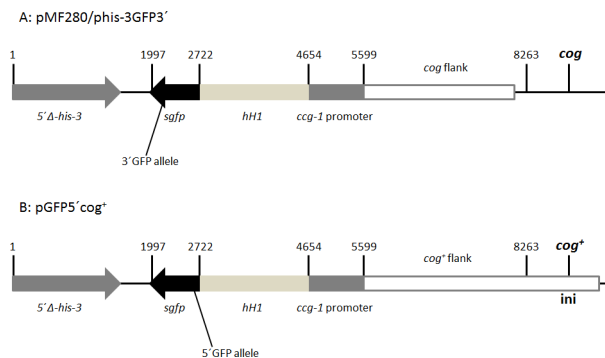 A: pMF280/phis-3GFP3´
1 1997 2722 4654 5599 cog flank 8263 cog
5´Δ-his-3 sgfp hH1 ccg-1 promoter
3´GFP allele
B: pGFP5´cog⁺
1 1997 2722 4654 5599 cog⁺ flank 8263 cog⁺
5´Δ-his-3 sgfp hH1 ccg-1 promoter ini
5´GFP allele